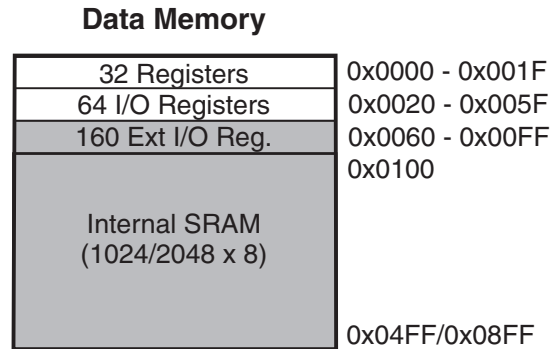 Data Memory
32 Registers 0x0000 - 0x001F
64 I/O Registers 0x0020 - 0x005F
160 Ext I/O Reg. 0x0060 - 0x00FF
0x0100
Internal SRAM
(1024/2048 x 8)
0x04FF/0x08FF